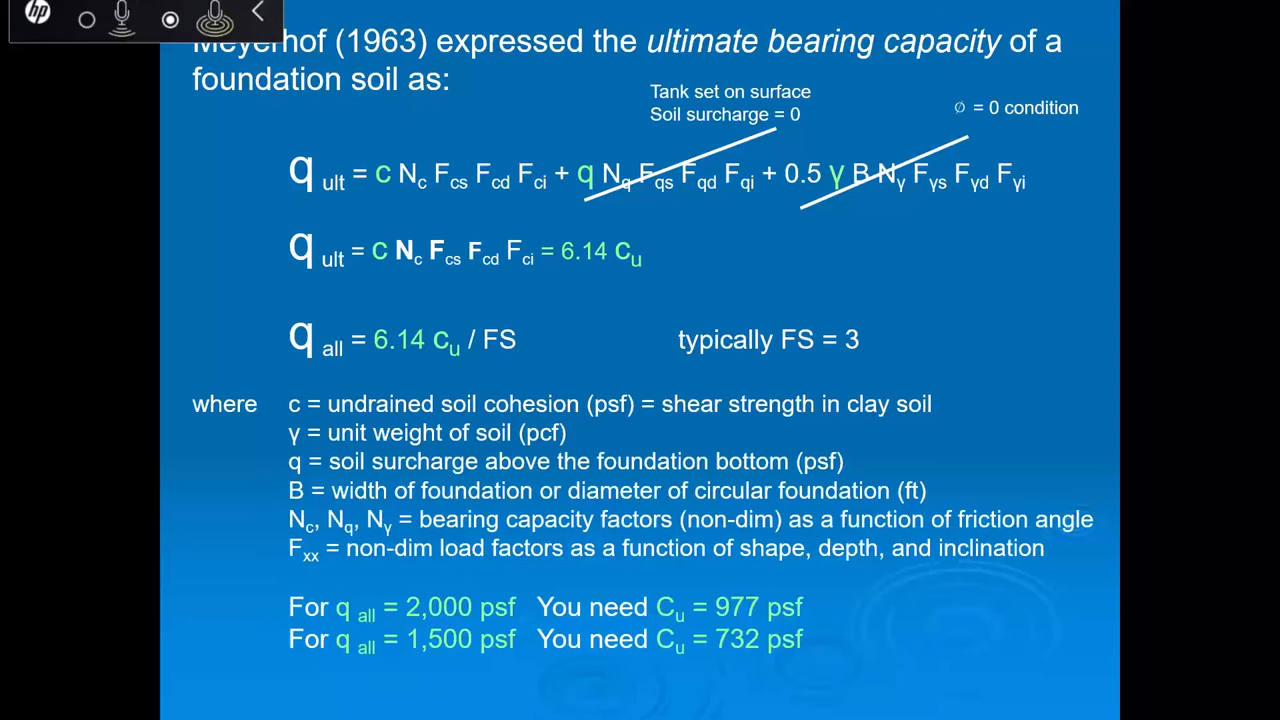 hp
Meyerhof (1963) expressed the ultimate bearing capacity of a
foundation soil as:
Tank set on surface
Soil surcharge = 0
∅ = 0 condition
q ult = c Nc Fcs Fcd Fci + q Nq Fqs Fqd Fqi + 0.5 γ B Nγ Fγs Fγd Fγi
q ult = c Nc Fcs Fcd Fci = 6.14 cu
q all = 6.14 cu / FS typically FS = 3
where c = undrained soil cohesion (psf) = shear strength in clay soil
γ = unit weight of soil (pcf)
q = soil surcharge above the foundation bottom (psf)
B = width of foundation or diameter of circular foundation (ft)
Nc, Nq, Nγ = bearing capacity factors (non-dim) as a function of friction angle
Fxx = non-dim load factors as a function of shape, depth, and inclination
For q all = 2,000 psf You need Cu = 977 psf
For q all = 1,500 psf You need Cu = 732 psf